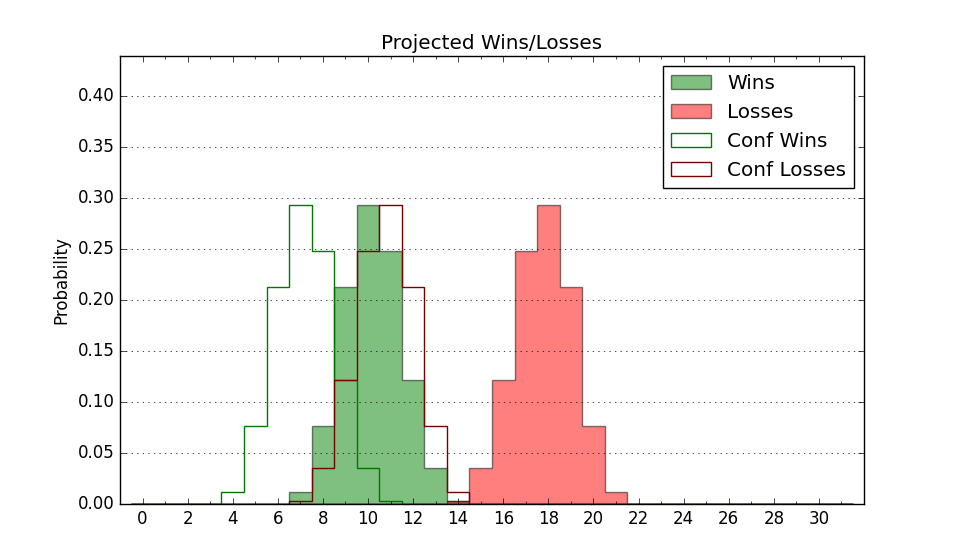 Projected Wins/Losses
Wins
Losses
Conf Wins
Conf Losses
Probability
0.40
0.35
0.30
0.25
0.20
0.15
0.10
0.05
0.00
0 2 4 6 8 10 12 14 16 18 20 22 24 26 28 30